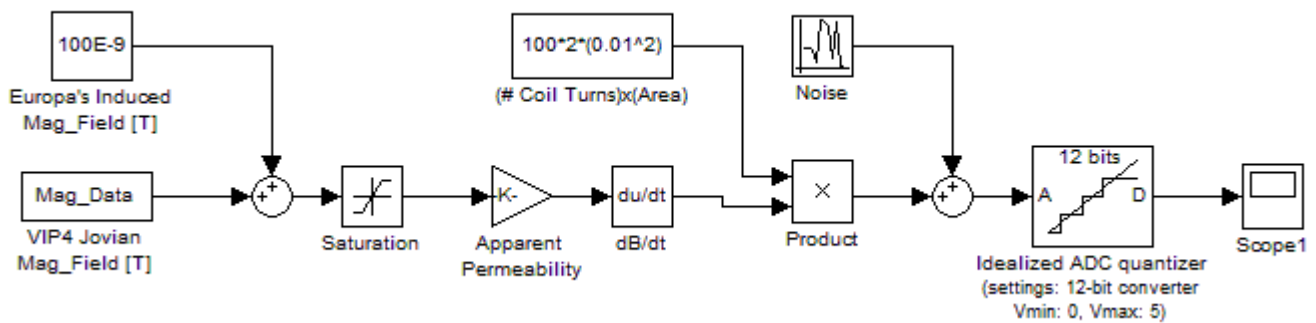 100E-9
Europa's Induced
Mag_Field [T]
100*2*(0.01^2)
(# Coil Turns)x(Area)
Noise
Mag_Data
VIP4 Jovian
Mag_Field [T]
+
+
Saturation
K-
Apparent
Permeability
du/dt
dB/dt
×
Product
+
+
12 bits
A
D
Idealized ADC quantizer
(settings: 12-bit converter
Vmin: 0, Vmax: 5)
Scope1